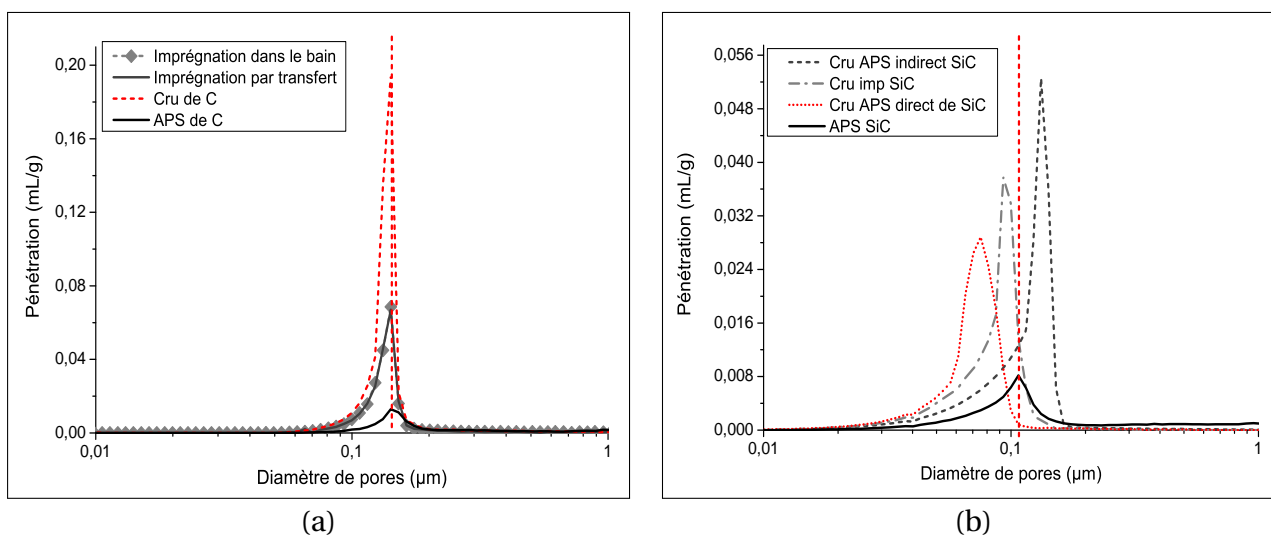 Imprégnation dans le bain
Imprégnation par transfert
Cru de C
APS de C
0,20
0,16
0,12
0,08
0,04
0,00
Pénétration (mL/g)
0,01
0,1
1
Diamètre de pores (µm)
(a)
Cru APS indirect SiC
Cru imp SiC
Cru APS direct de SiC
APS SiC
0,056
0,048
0,040
0,032
0,024
0,016
0,008
0,000
Pénétration (mL/g)
0,01
0,1
1
Diamètre de pores (µm)
(b)